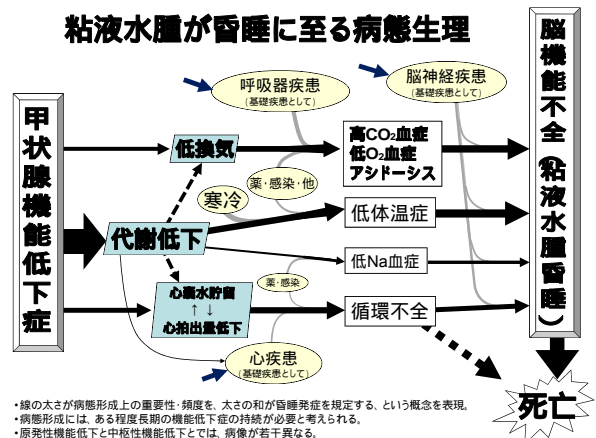 粘液水腫が昏睡に至る病態生理
甲状腺機能低下症
呼吸器疾患
(基礎疾患として)
脳神経疾患
(基礎疾患として)
低換気
高CO₂血症
低O₂血症
アシドーシス
薬・感染・他
寒冷
低体温症
代謝低下
低Na血症
薬・感染
心嚢水貯留
↑ ↓
心拍出量低下
循環不全
心疾患
(基礎疾患として)
脳機能不全(粘液水腫昏睡)
死亡
・線の太さが病態形成上の重要性・頻度を、太さの和が昏睡発症を規定する、という概念を表現。
・病態形成には、ある程度長期の機能低下症の持続が必要と考えられる。
・原発性機能低下と中枢性機能低下とでは、病像が若干異なる。